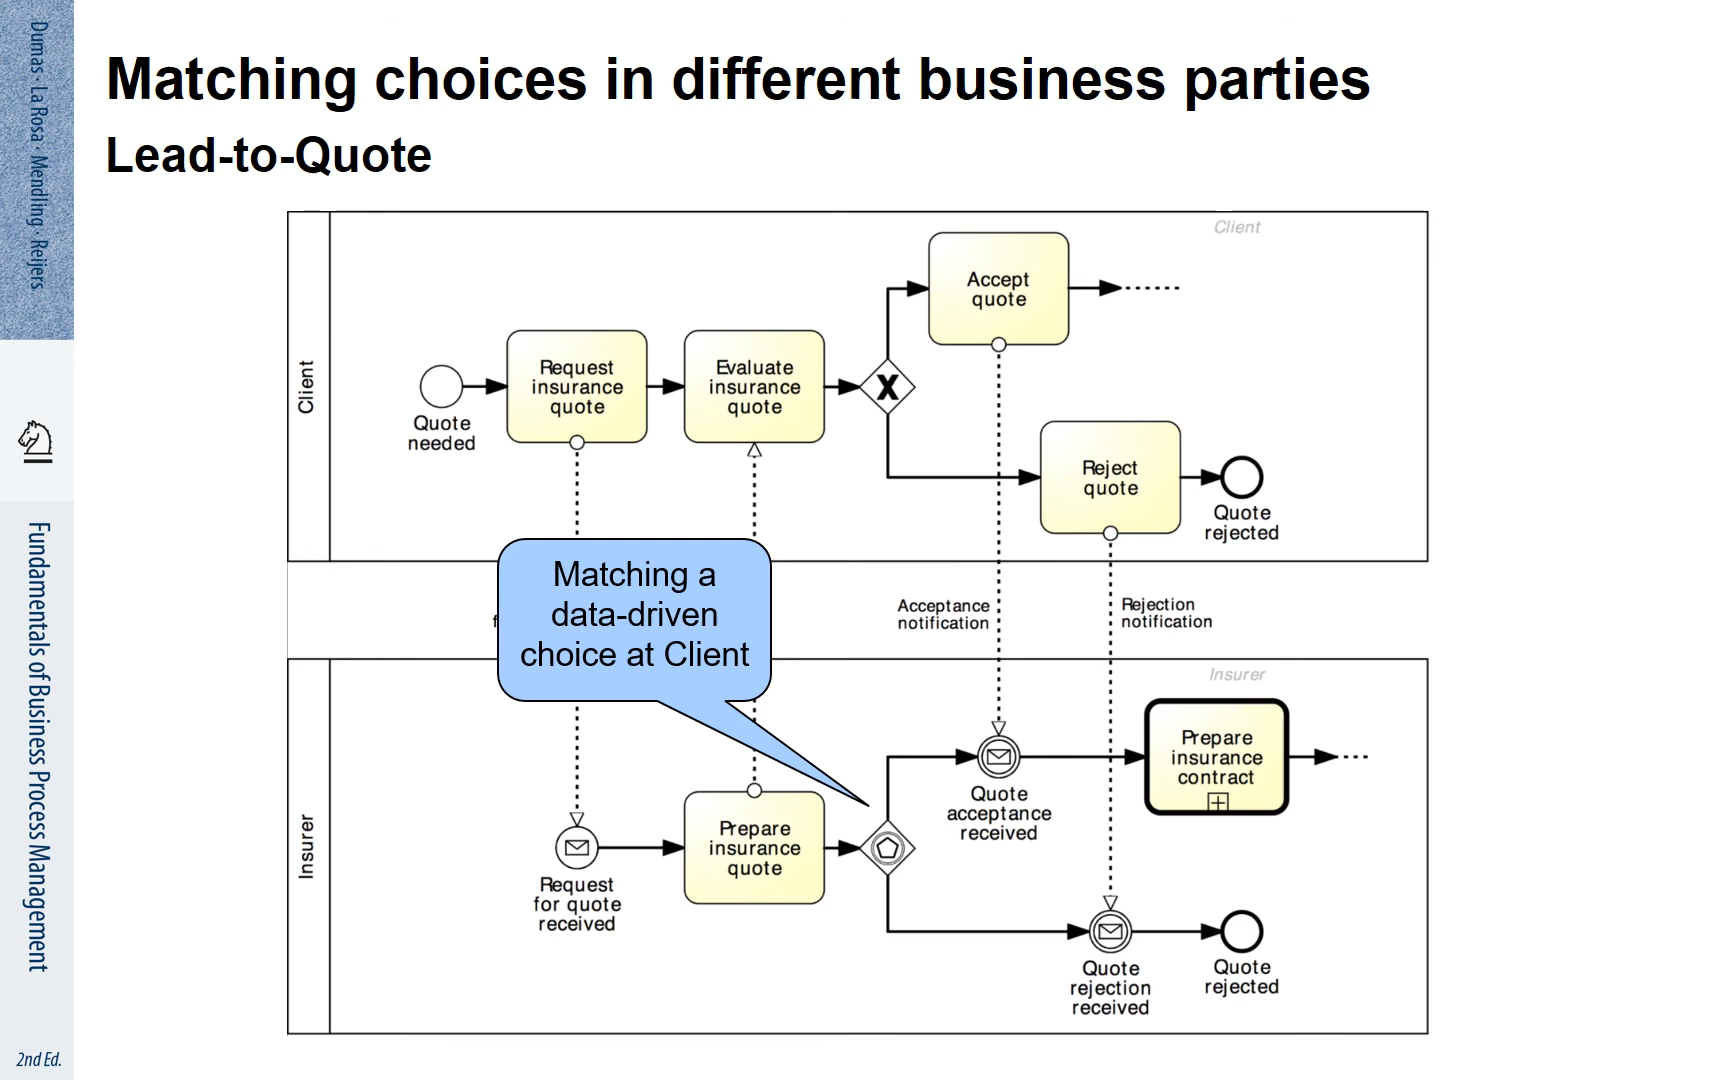 Dumas · La Rosa · Mendling · Reijers
Fundamentals of Business Process Management
2nd Ed.
Matching choices in different business parties
Lead-to-Quote
Client
Client
Quote
needed
Request
insurance
quote
Evaluate
insurance
quote
X
Accept
quote
Reject
quote
Quote
rejected
Matching a
data-driven
choice at Client
Acceptance
notification
Rejection
notification
Insurer
Insurer
Request
for quote
received
Prepare
insurance
quote
Quote
acceptance
received
Prepare
insurance
contract
Quote
rejection
received
Quote
rejected